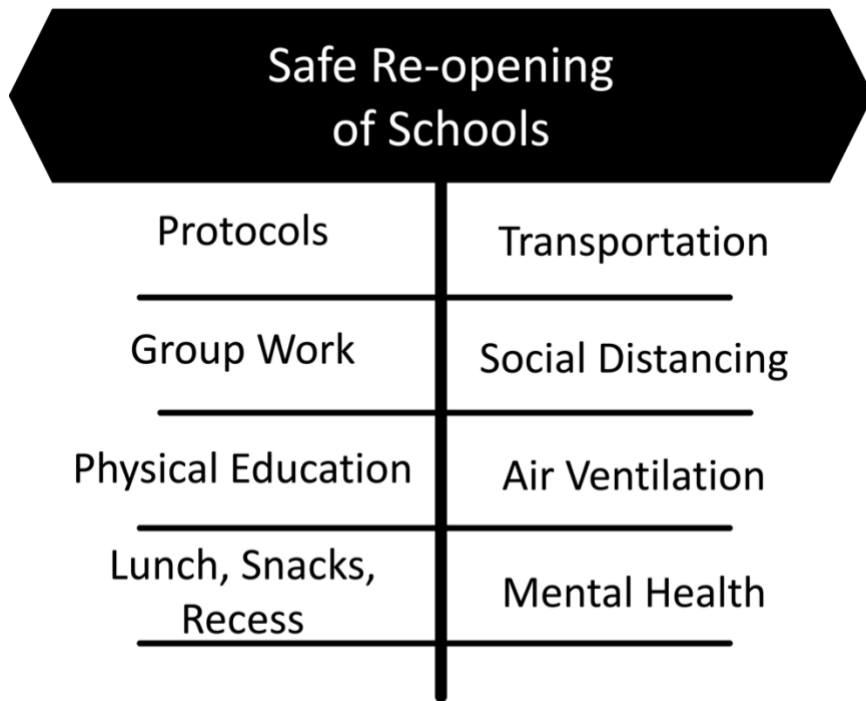 Safe Re-opening
of Schools
Protocols
Transportation
Group Work
Social Distancing
Physical Education
Air Ventilation
Lunch, Snacks,
Recess
Mental Health